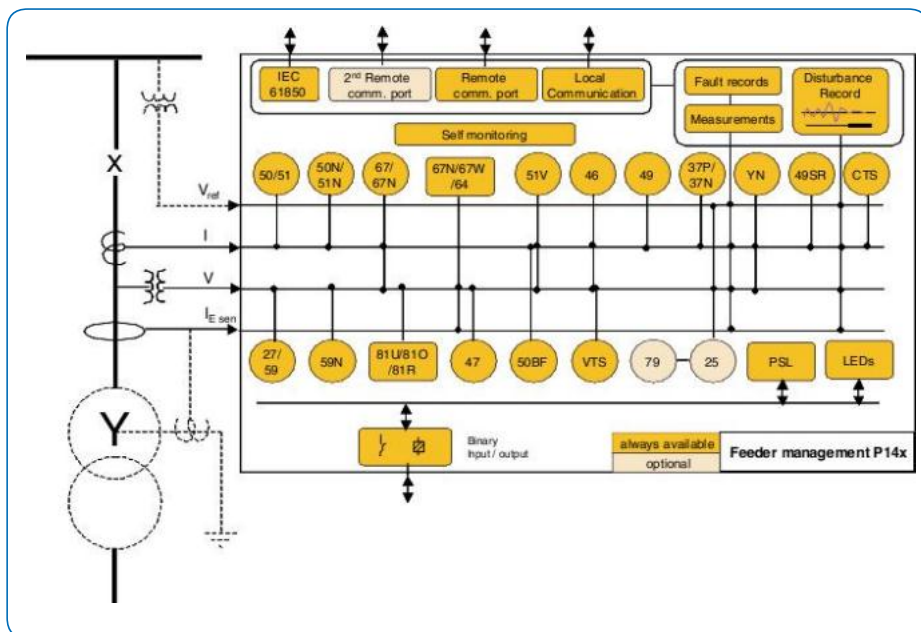 IEC
61850
2nd Remote
comm. port
Remote
comm. port
Local
Communication
Fault records
Measurements
Disturbance
Record
Self monitoring
50/51
50N/
51N
67/
67N
67N/67W
/64
51V
46
49
37P/
37N
YN
49SR
CTS
X
Vref
I
V
IE sen
27/
59
59N
81U/81O
/81R
47
50BF
VTS
79
25
PSL
LEDs
Y
Binary
Input / output
always available
optional
Feeder management P14x